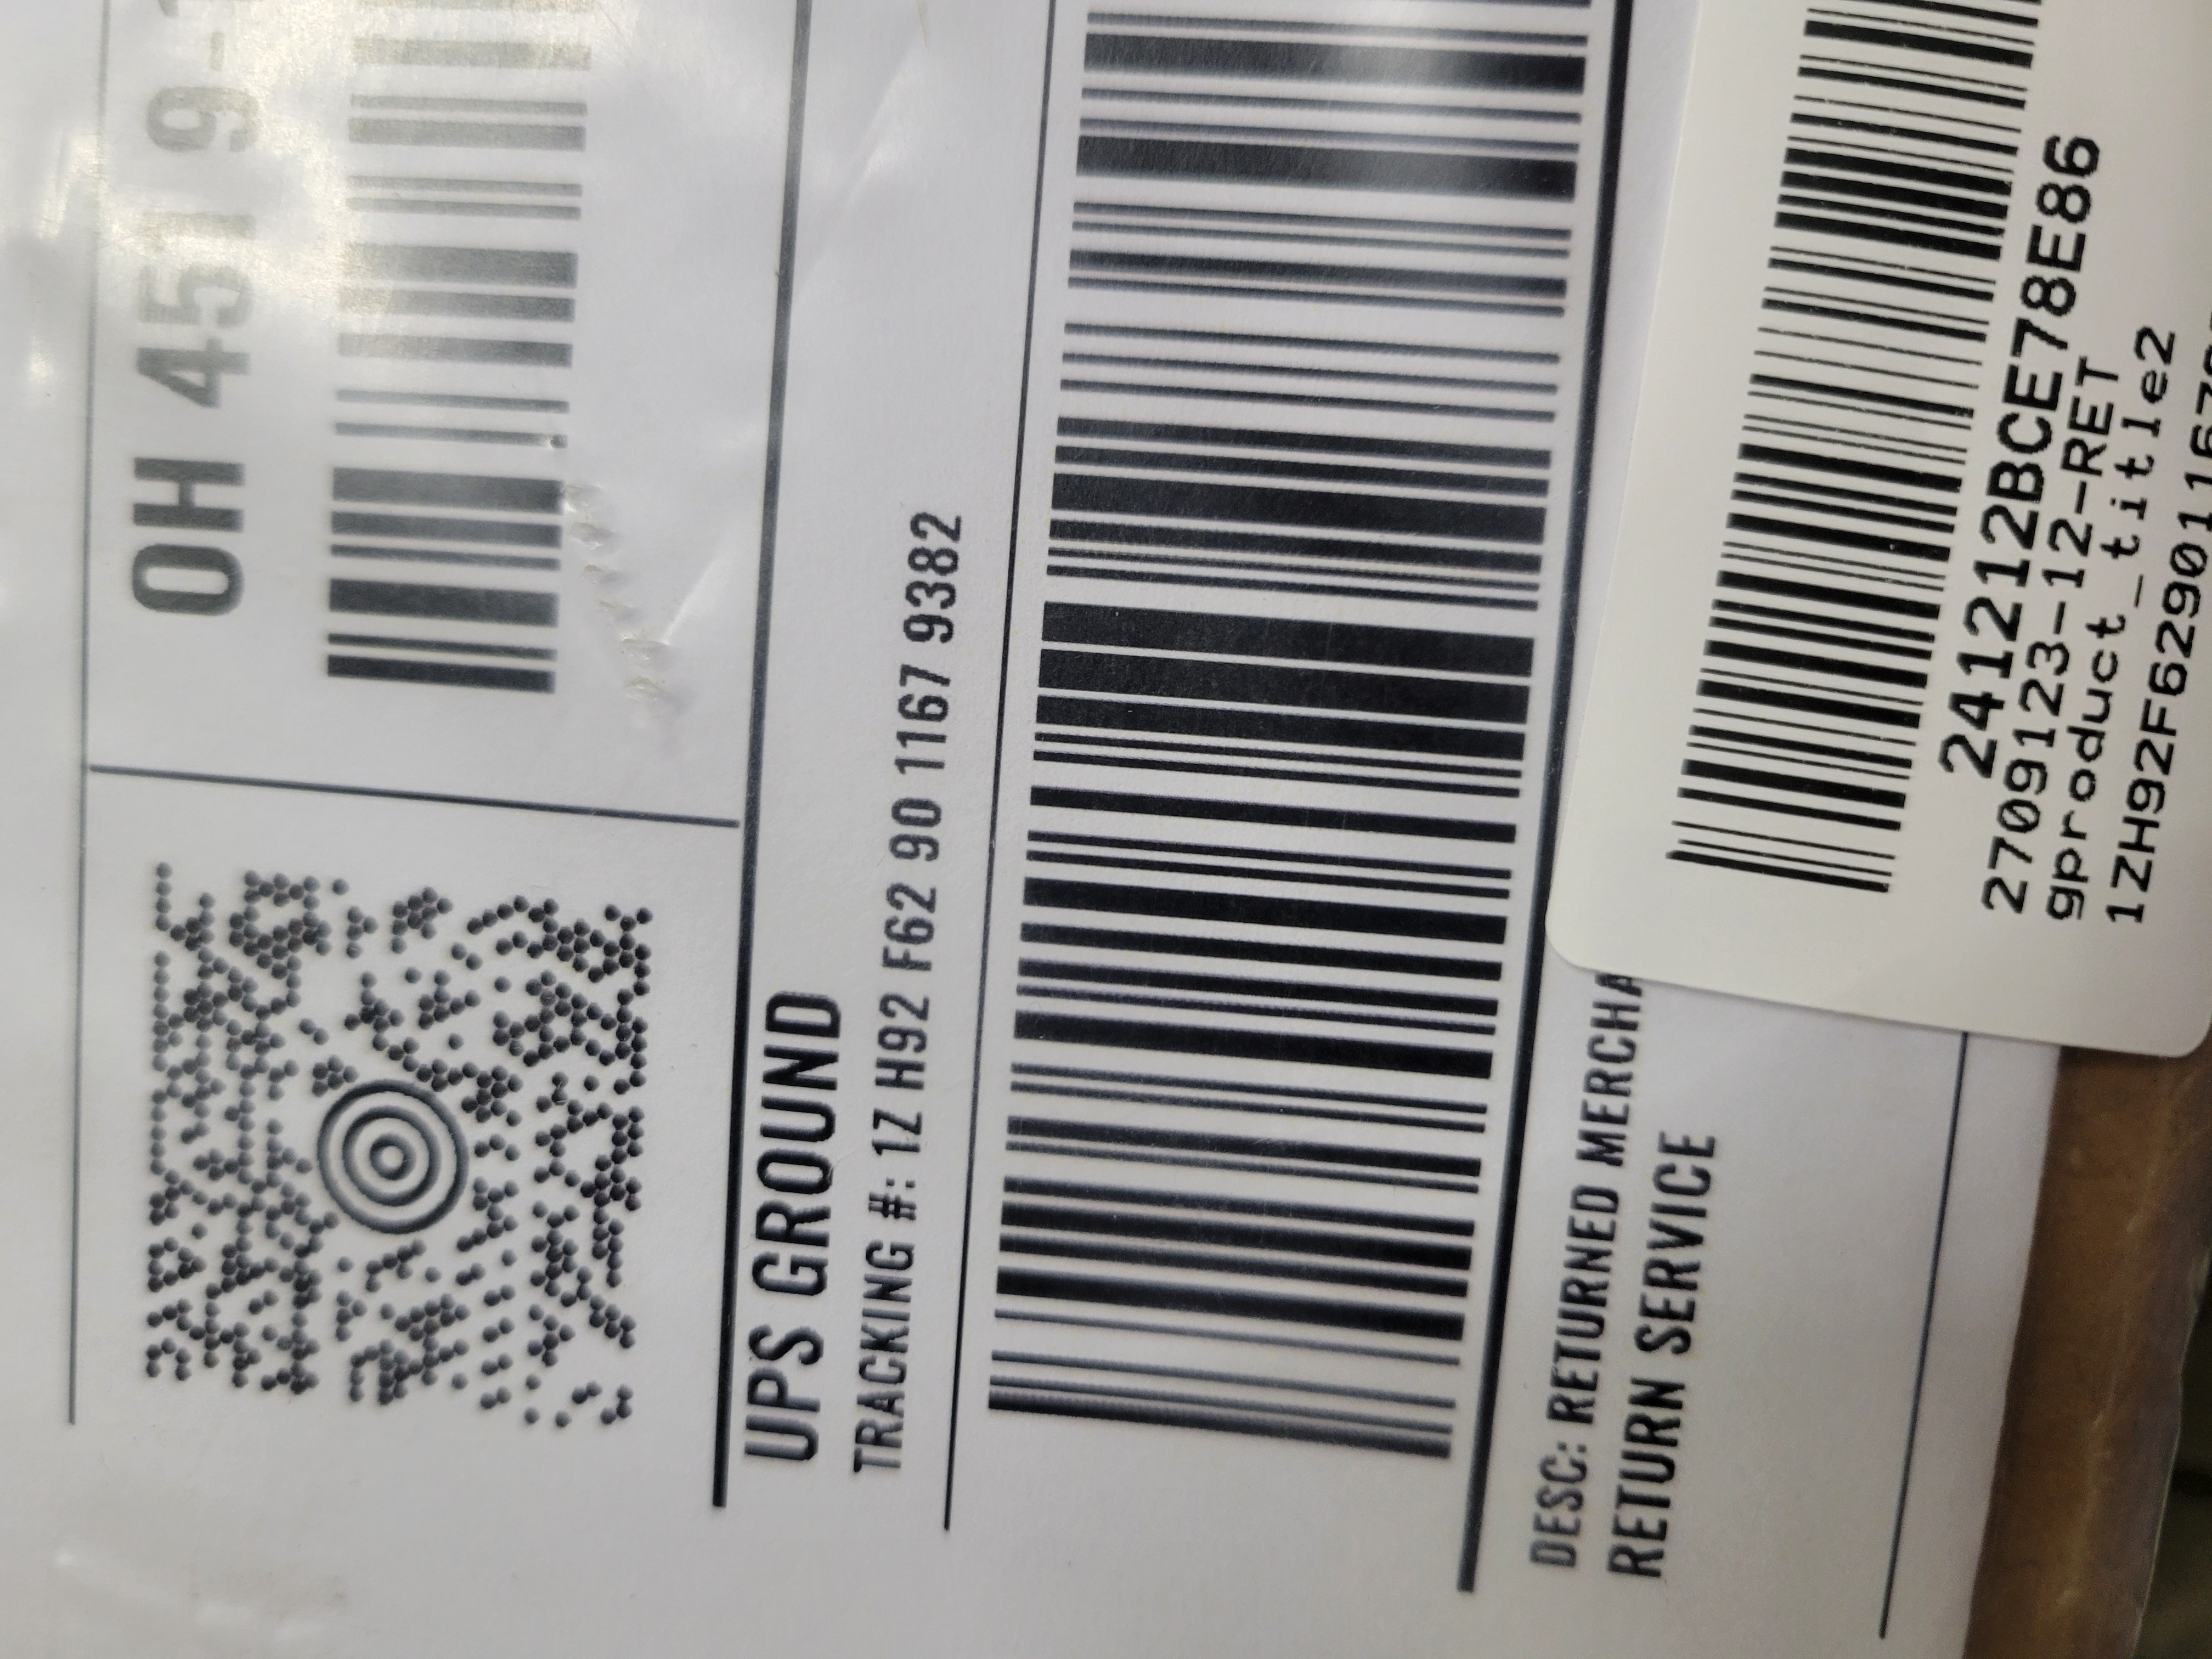 OH 451 9-
UPS GROUND
TRACKING #: 1Z H92 F62 90 1167 9382
DESC: RETURNED MERCHA
RETURN SERVICE
241212BCE78E86
2709123-12-RET
gproduct_title2
1ZH92F6290116793